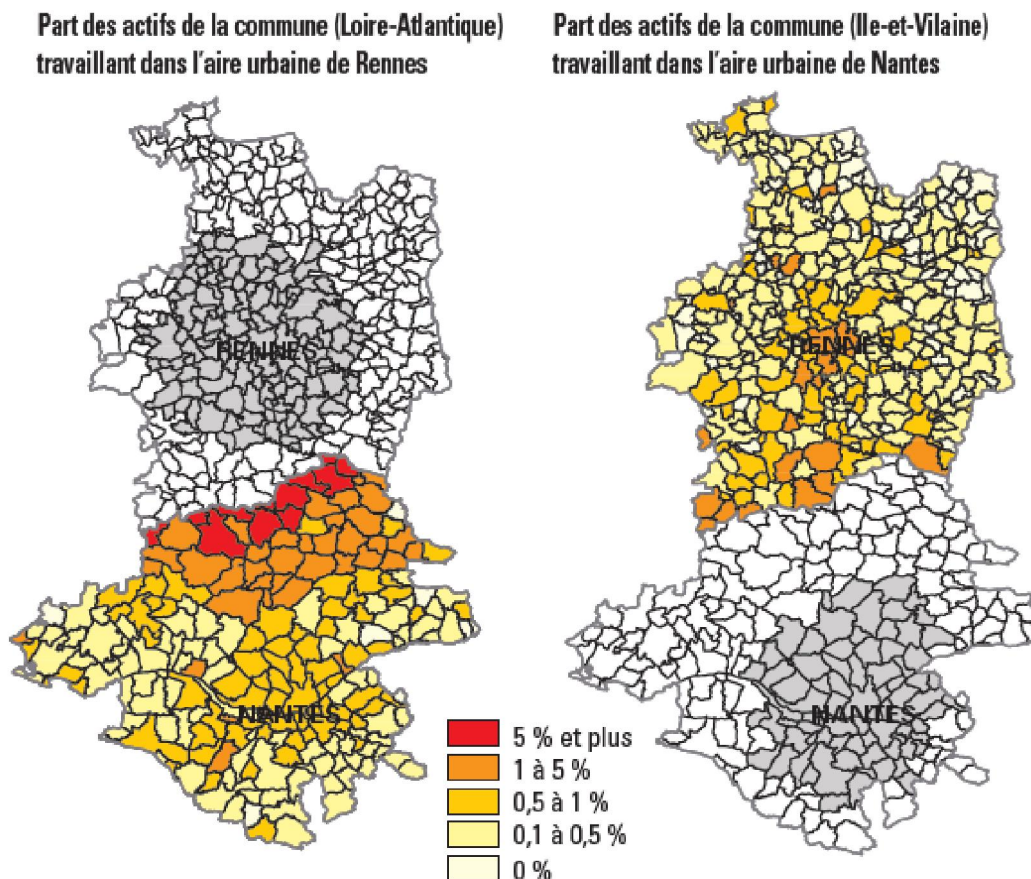 Part des actifs de la commune (Loire-Atlantique)
travaillant dans l'aire urbaine de Rennes
Part des actifs de la commune (Ile-et-Vilaine)
travaillant dans l'aire urbaine de Nantes
RENNES
NANTES
RENNES
NANTES
5 % et plus
1 à 5 %
0,5 à 1 %
0,1 à 0,5 %
0 %